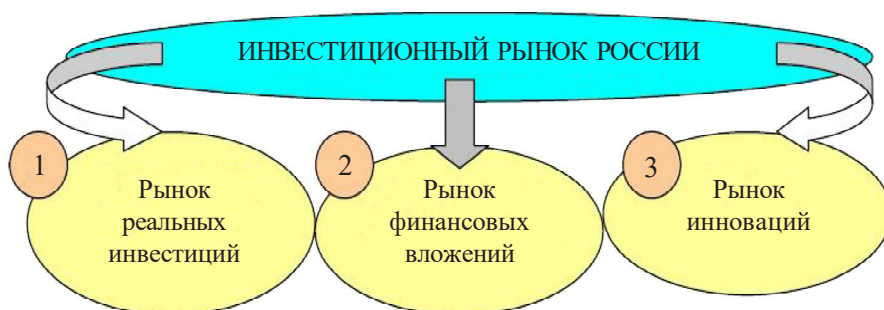 ИНВЕСТИЦИОННЫЙ РЫНОК РОССИИ
1
Рынок
реальных
инвестиций
2
Рынок
финансовых
вложений
3
Рынок
инноваций